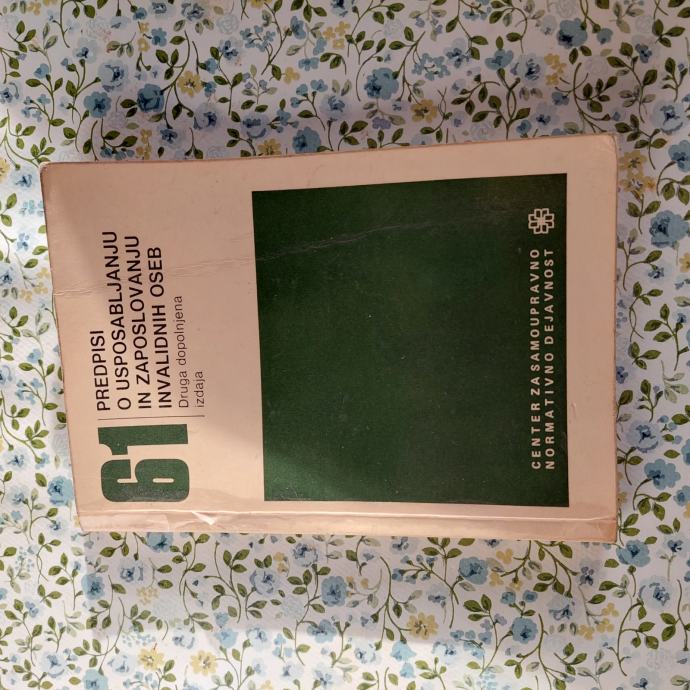 61
PREDPISI
O USPOSABLJANJU
IN ZAPOSLOVANJU
INVALIDNIH OSEB
Druga dopolnjena
izdaja
CENTER ZA SAMOUPRAVNO
NORMATIVNO DEJAVNOST